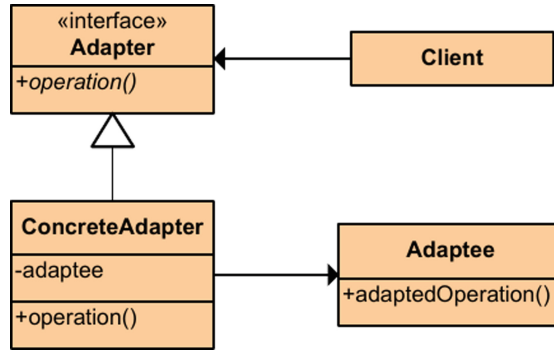 «interface»
Adapter
+operation()
Client
ConcreteAdapter
-adaptee
+operation()
Adaptee
+adaptedOperation()